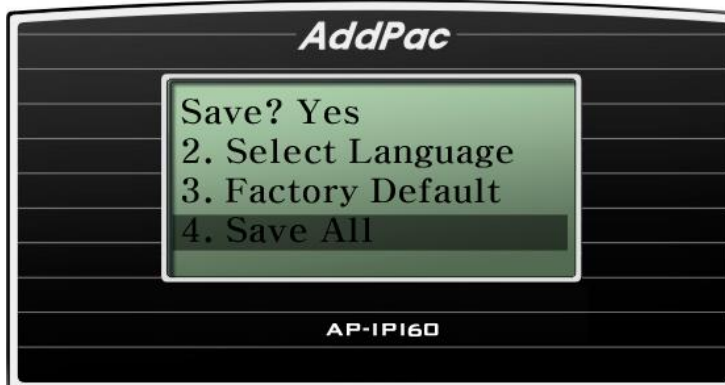 AddPac
Save? Yes
2. Select Language
3. Factory Default
4. Save All
AP-IP160